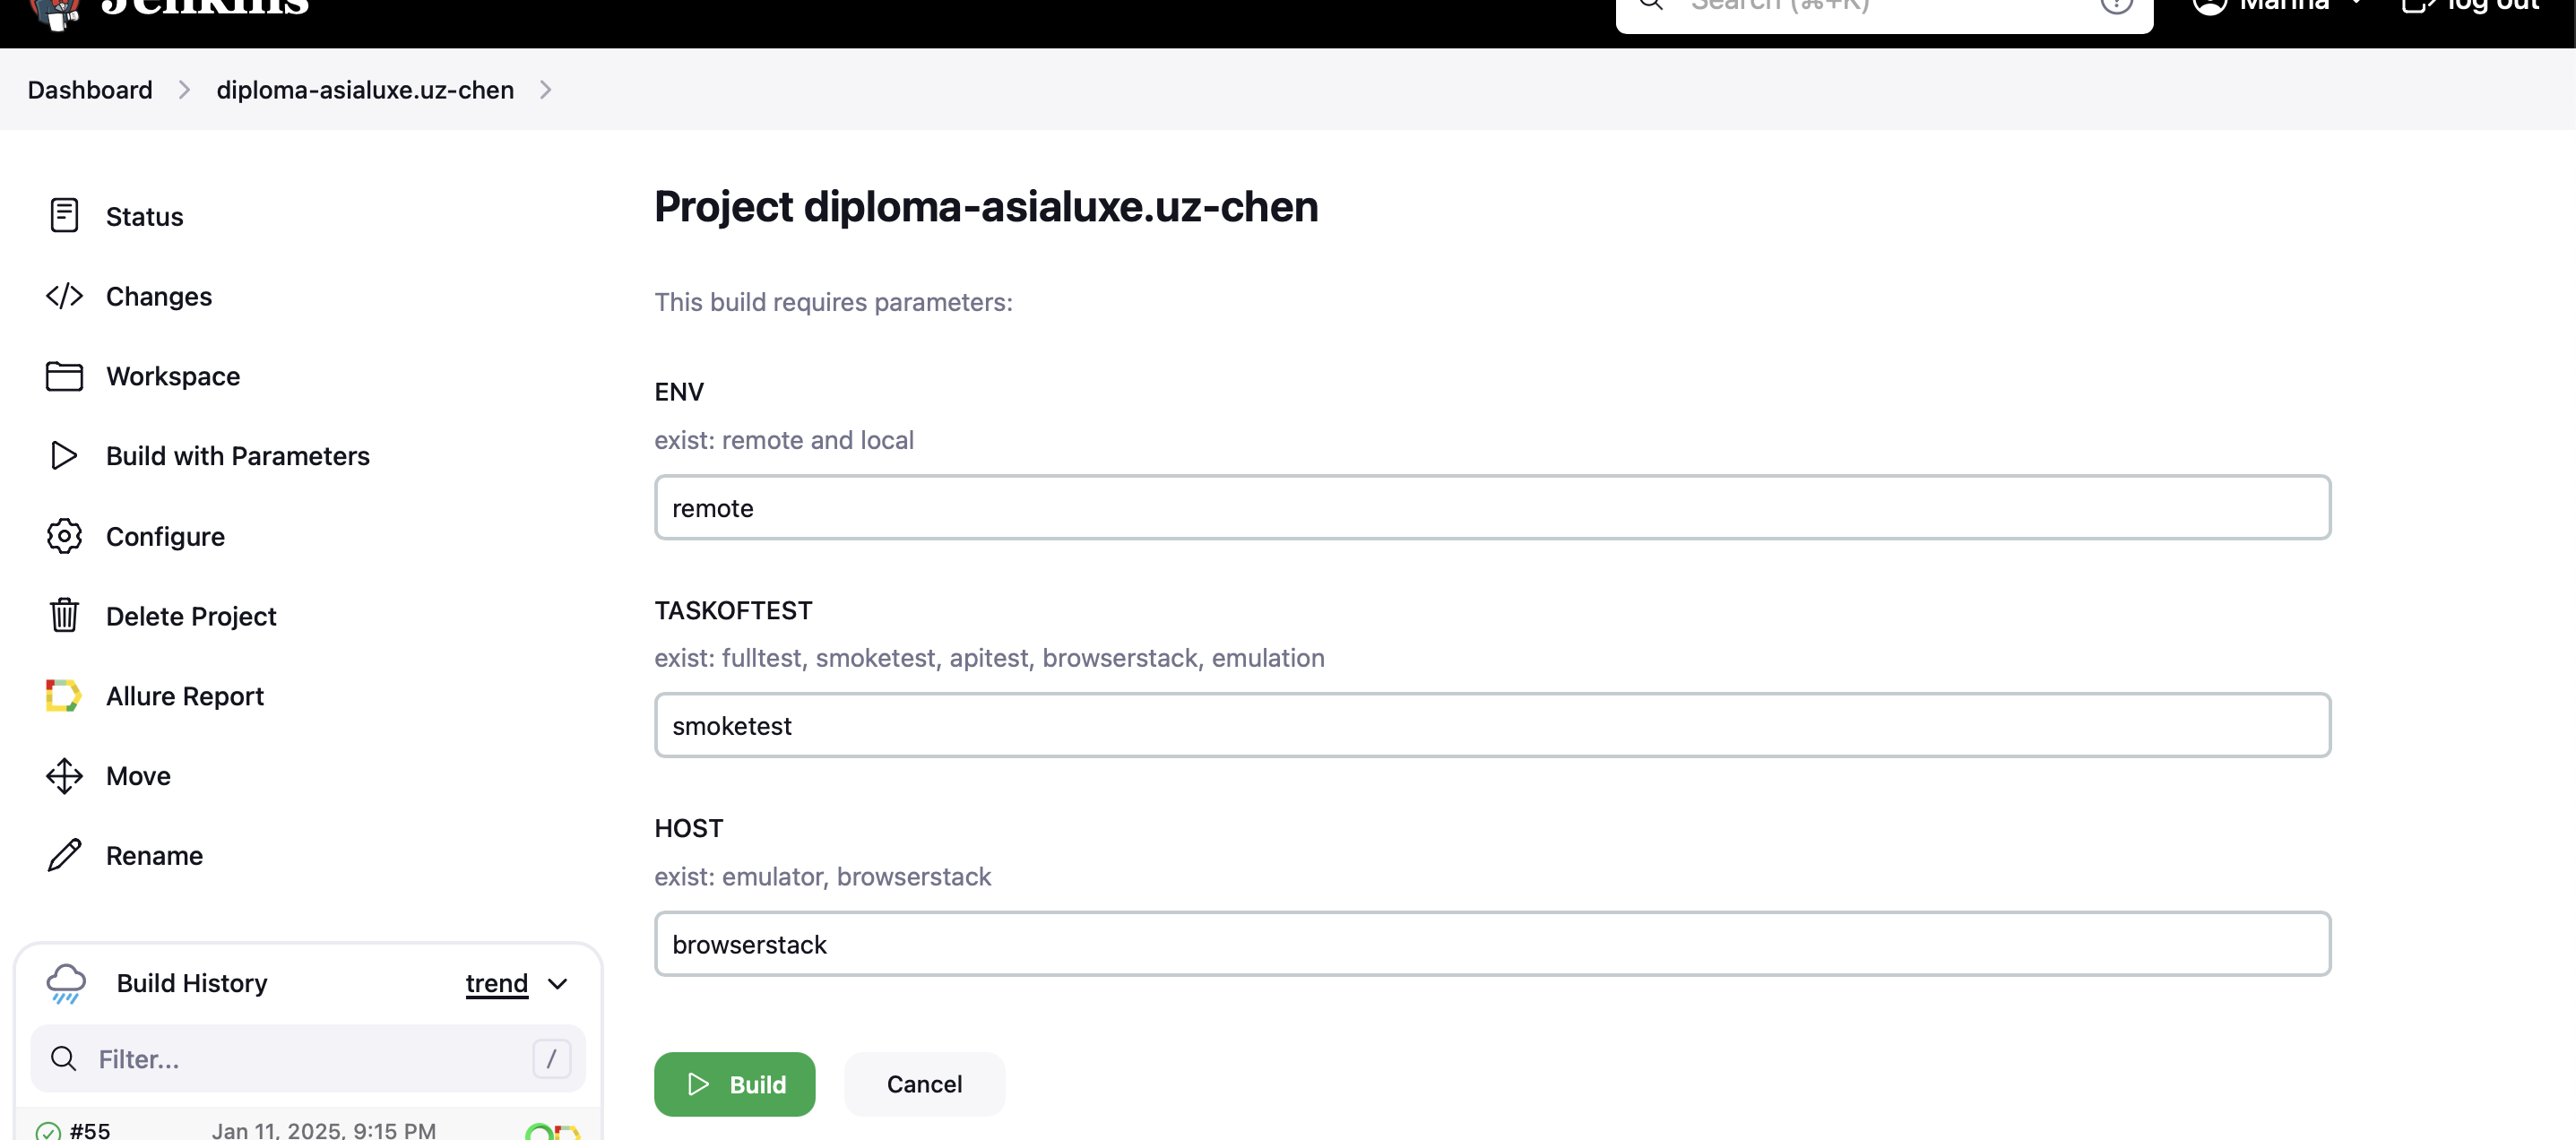 Jenkins
Search (⌘+K)
Marina
log out
Dashboard
diploma-asialuxe.uz-chen
Status
Changes
Workspace
Build with Parameters
Configure
Delete Project
Allure Report
Move
Rename
Build History
trend
Filter...
/
#55
Jan 11, 2025, 9:15 PM
Project diploma-asialuxe.uz-chen
This build requires parameters:
ENV
exist: remote and local
remote
TASKOFTEST
exist: fulltest, smoketest, apitest, browserstack, emulation
smoketest
HOST
exist: emulator, browserstack
browserstack
Build
Cancel